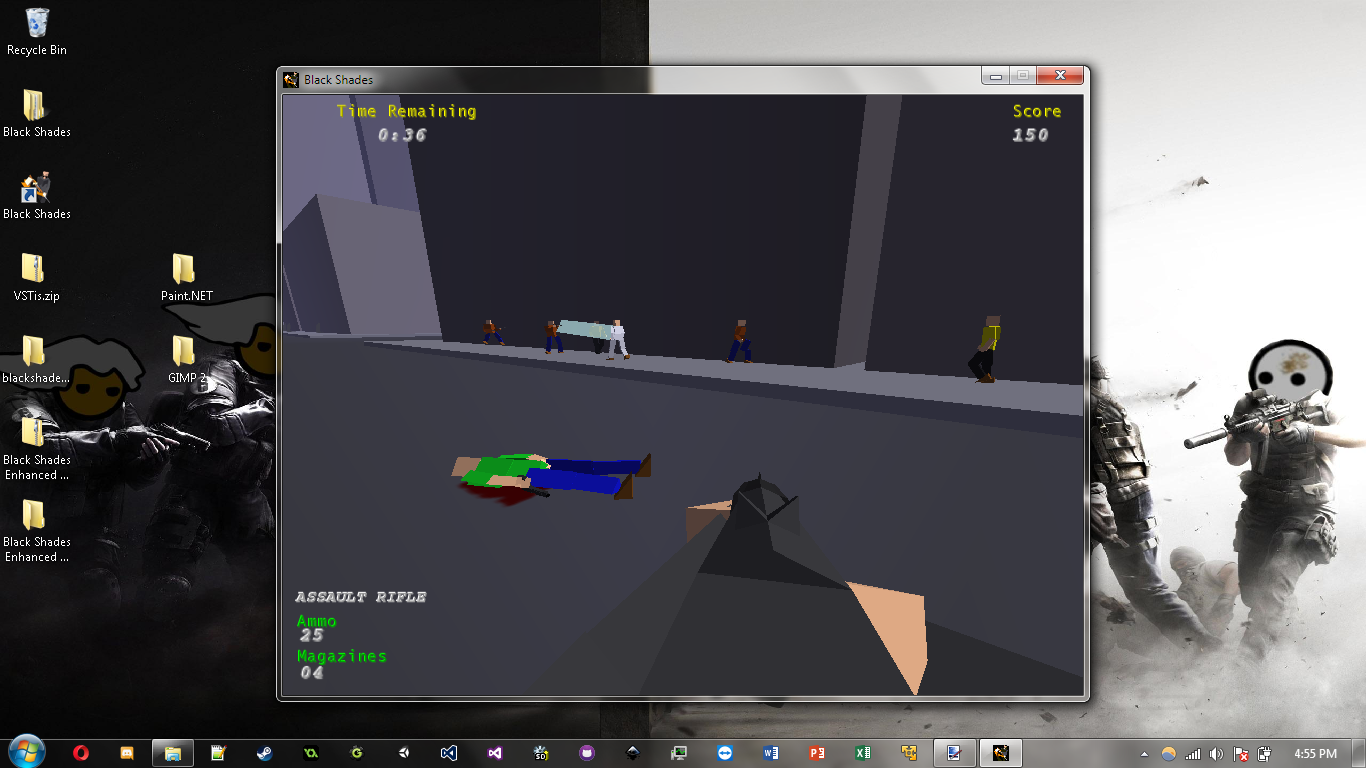 Recycle Bin
Black Shades
Black Shades
VSTis.zip
Paint.NET
blackshade...
GIMP 2
Black Shades
Enhanced ...
Black Shades
Enhanced ...
Black Shades
Time Remaining
0:36
Score
150
ASSAULT RIFLE
Ammo
25
Magazines
04
4:55 PM